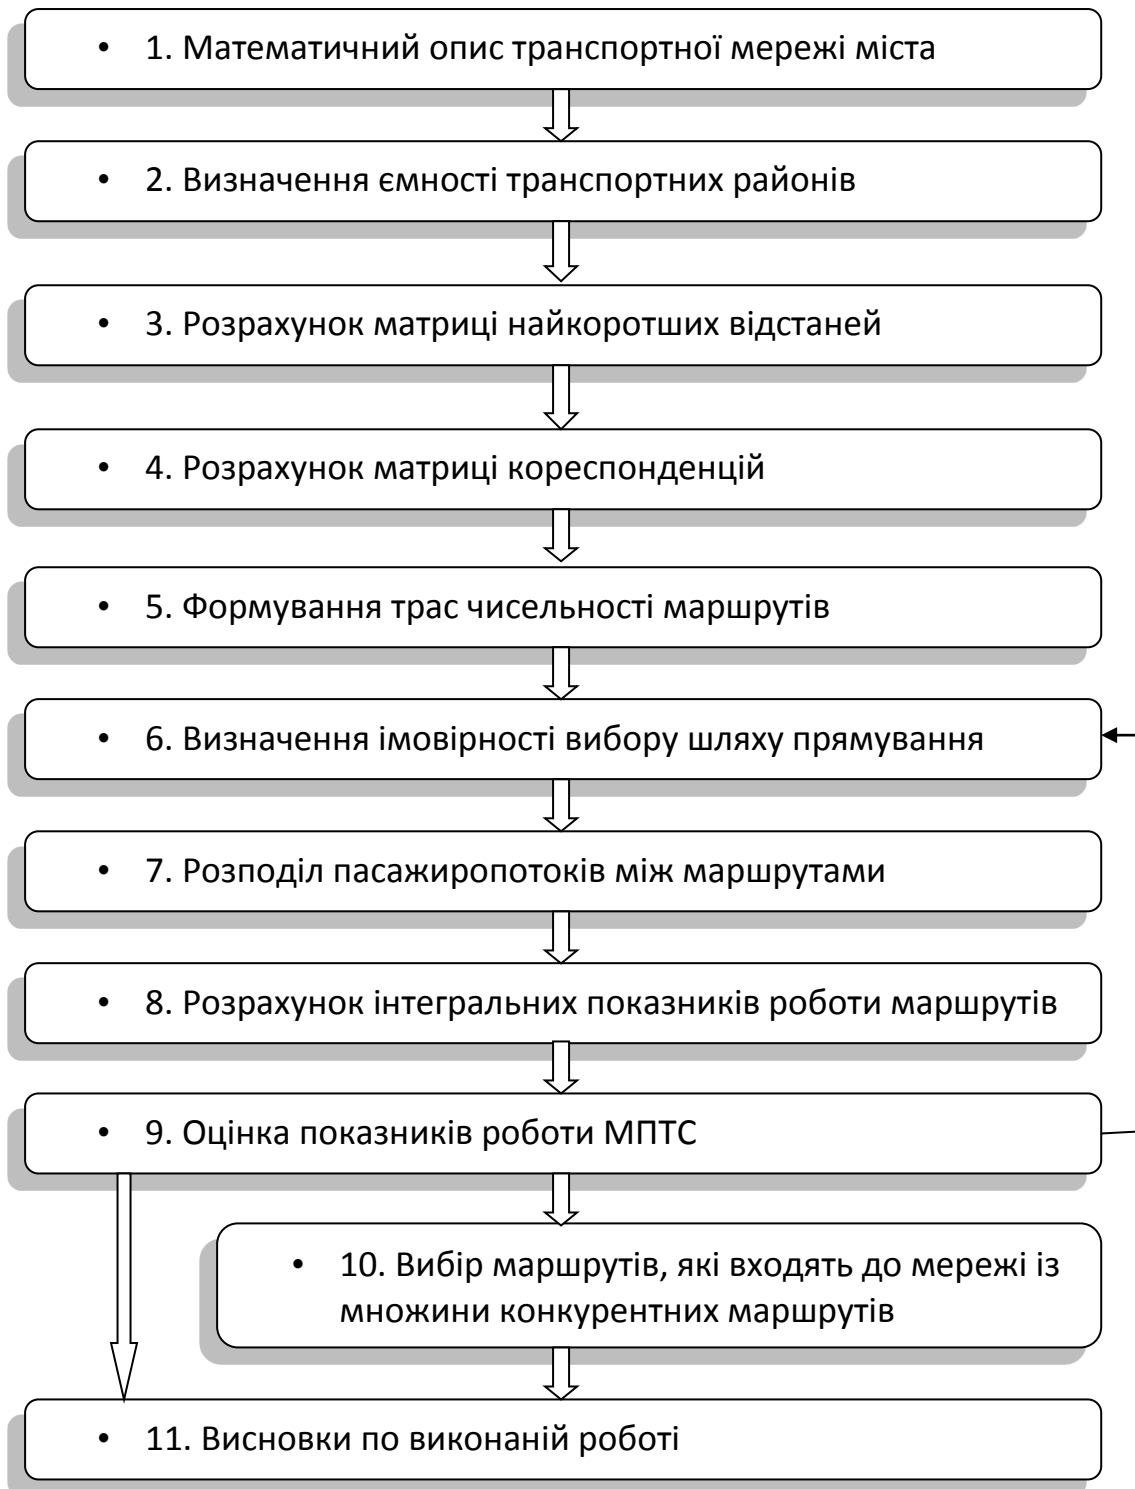 • 1. Математичний опис транспортної мережі міста
• 2. Визначення ємності транспортних районів
• 3. Розрахунок матриці найкоротших відстаней
• 4. Розрахунок матриці кореспонденцій
• 5. Формування трас чисельності маршрутів
• 6. Визначення імовірності вибору шляху прямування
• 7. Розподіл пасажиропотоків між маршрутами
• 8. Розрахунок інтегральних показників роботи маршрутів
• 9. Оцінка показників роботи МПТС
• 10. Вибір маршрутів, які входять до мережі із
множини конкурентних маршрутів
• 11. Висновки по виконаній роботі